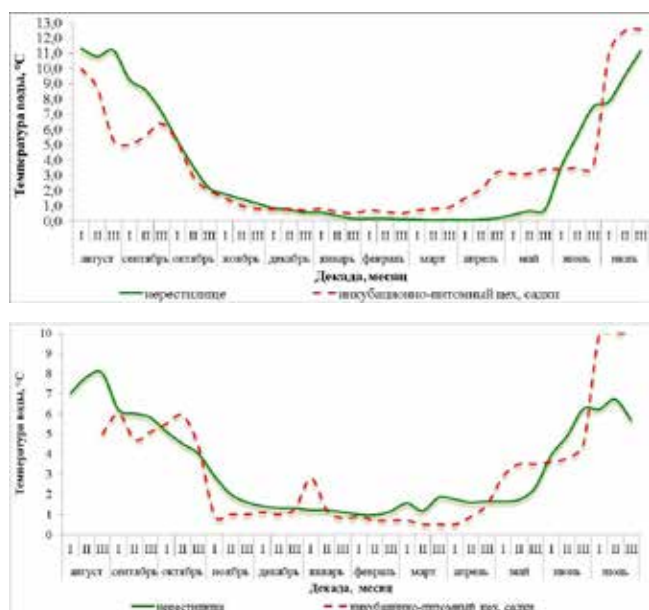 Температура воды, °С
13,0
12,0
11,0
10,0
9,0
8,0
7,0
6,0
5,0
4,0
3,0
2,0
1,0
0,0
I II III I II III I II III I II III I II III I II III I II III I II III I II III I II III I II III I II III
август сентябрь октябрь ноябрь декабрь январь февраль март апрель май июнь июль
Декада, месяц
нерестилище инкубационно-питомный цех, садки
Температура воды, °С
10
9
8
7
6
5
4
3
2
1
0
I II III I II III I II III I II III I II III I II III I II III I II III I II III I II III I II III I II III
август сентябрь октябрь ноябрь декабрь январь февраль март апрель май июнь июль
Декада, месяц
нерестилища инкубационно-питомный цех, садки